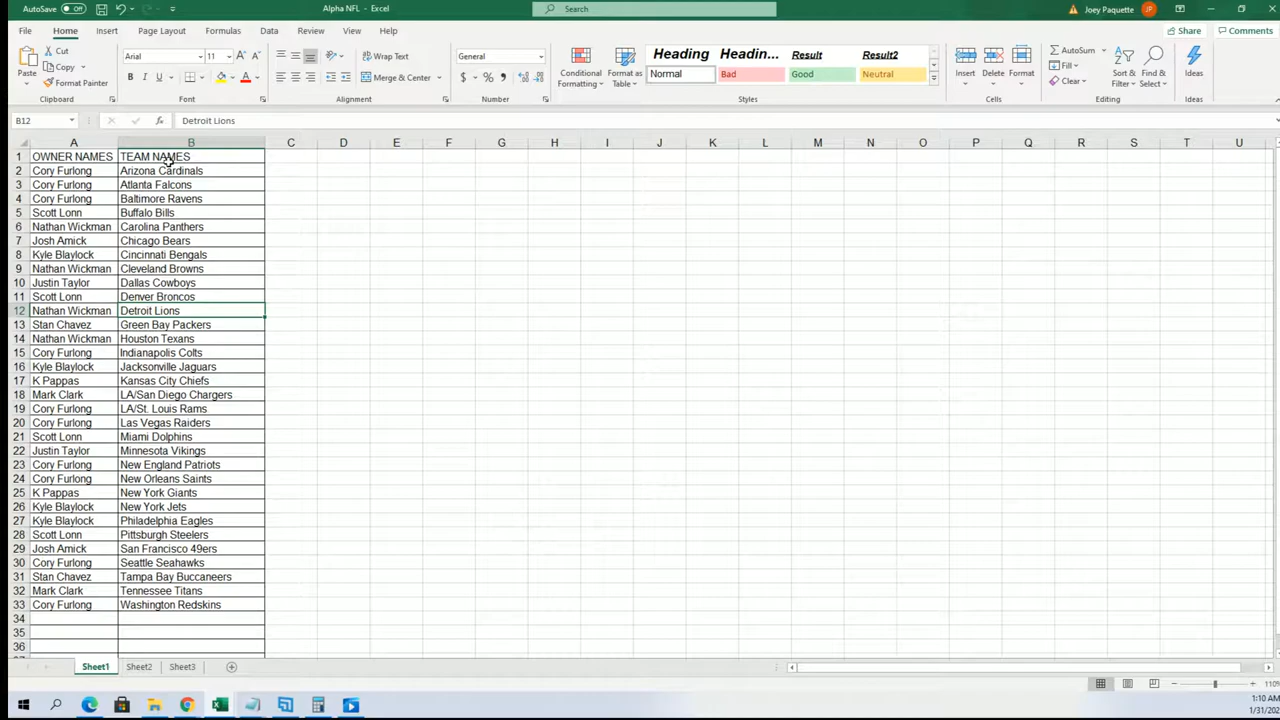 AutoSave Off
Alpha NFL - Excel
Search
Joey Paquette JP
File Home Insert Page Layout Formulas Data Review View Help
Share Comments
Paste
Cut
Copy
Format Painter
Clipboard
Arial 11
Font
Wrap Text
Merge & Center
Alignment
General
Number
Conditional Formatting
Format as Table
Heading Headin... Result Result2
Normal Bad Good Neutral
Styles
Insert Delete Format
Cells
AutoSum
Fill
Clear
Sort & Filter
Find & Select
Editing
Ideas
Ideas
B12 fx Detroit Lions
A B C D E F G H I J K L M N O P Q R S T U
1 OWNER NAMES TEAM NAMES
2 Cory Furlong Arizona Cardinals
3 Cory Furlong Atlanta Falcons
4 Cory Furlong Baltimore Ravens
5 Scott Lonn Buffalo Bills
6 Nathan Wickman Carolina Panthers
7 Josh Amick Chicago Bears
8 Kyle Blaylock Cincinnati Bengals
9 Nathan Wickman Cleveland Browns
10 Justin Taylor Dallas Cowboys
11 Scott Lonn Denver Broncos
12 Nathan Wickman Detroit Lions
13 Stan Chavez Green Bay Packers
14 Nathan Wickman Houston Texans
15 Cory Furlong Indianapolis Colts
16 Kyle Blaylock Jacksonville Jaguars
17 K Pappas Kansas City Chiefs
18 Mark Clark LA/San Diego Chargers
19 Cory Furlong LA/St. Louis Rams
20 Cory Furlong Las Vegas Raiders
21 Scott Lonn Miami Dolphins
22 Justin Taylor Minnesota Vikings
23 Cory Furlong New England Patriots
24 Cory Furlong New Orleans Saints
25 K Pappas New York Giants
26 Kyle Blaylock New York Jets
27 Kyle Blaylock Philadelphia Eagles
28 Scott Lonn Pittsburgh Steelers
29 Josh Amick San Francisco 49ers
30 Cory Furlong Seattle Seahawks
31 Stan Chavez Tampa Bay Buccaneers
32 Mark Clark Tennessee Titans
33 Cory Furlong Washington Redskins
34
35
36
Sheet1 Sheet2 Sheet3
110%
1:10 AM
1/31/202